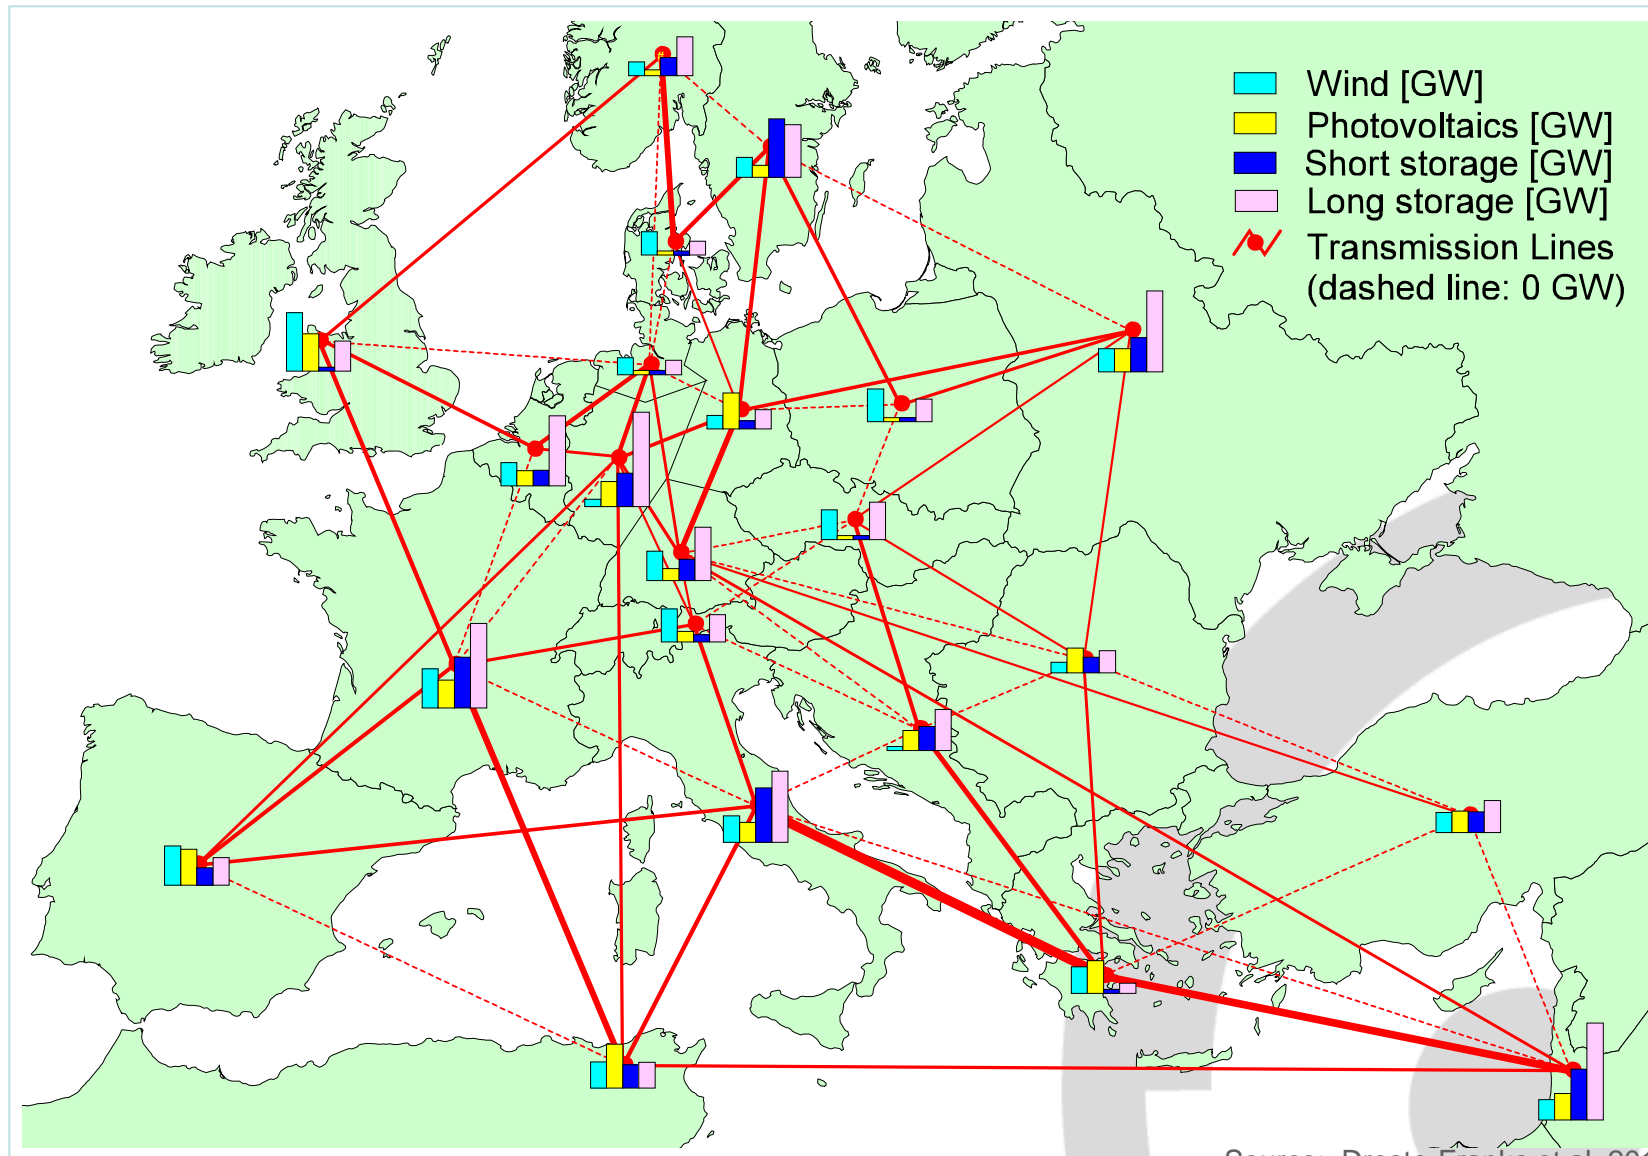 Wind [GW]
Photovoltaics [GW]
Short storage [GW]
Long storage [GW]
Transmission Lines
(dashed line: 0 GW)